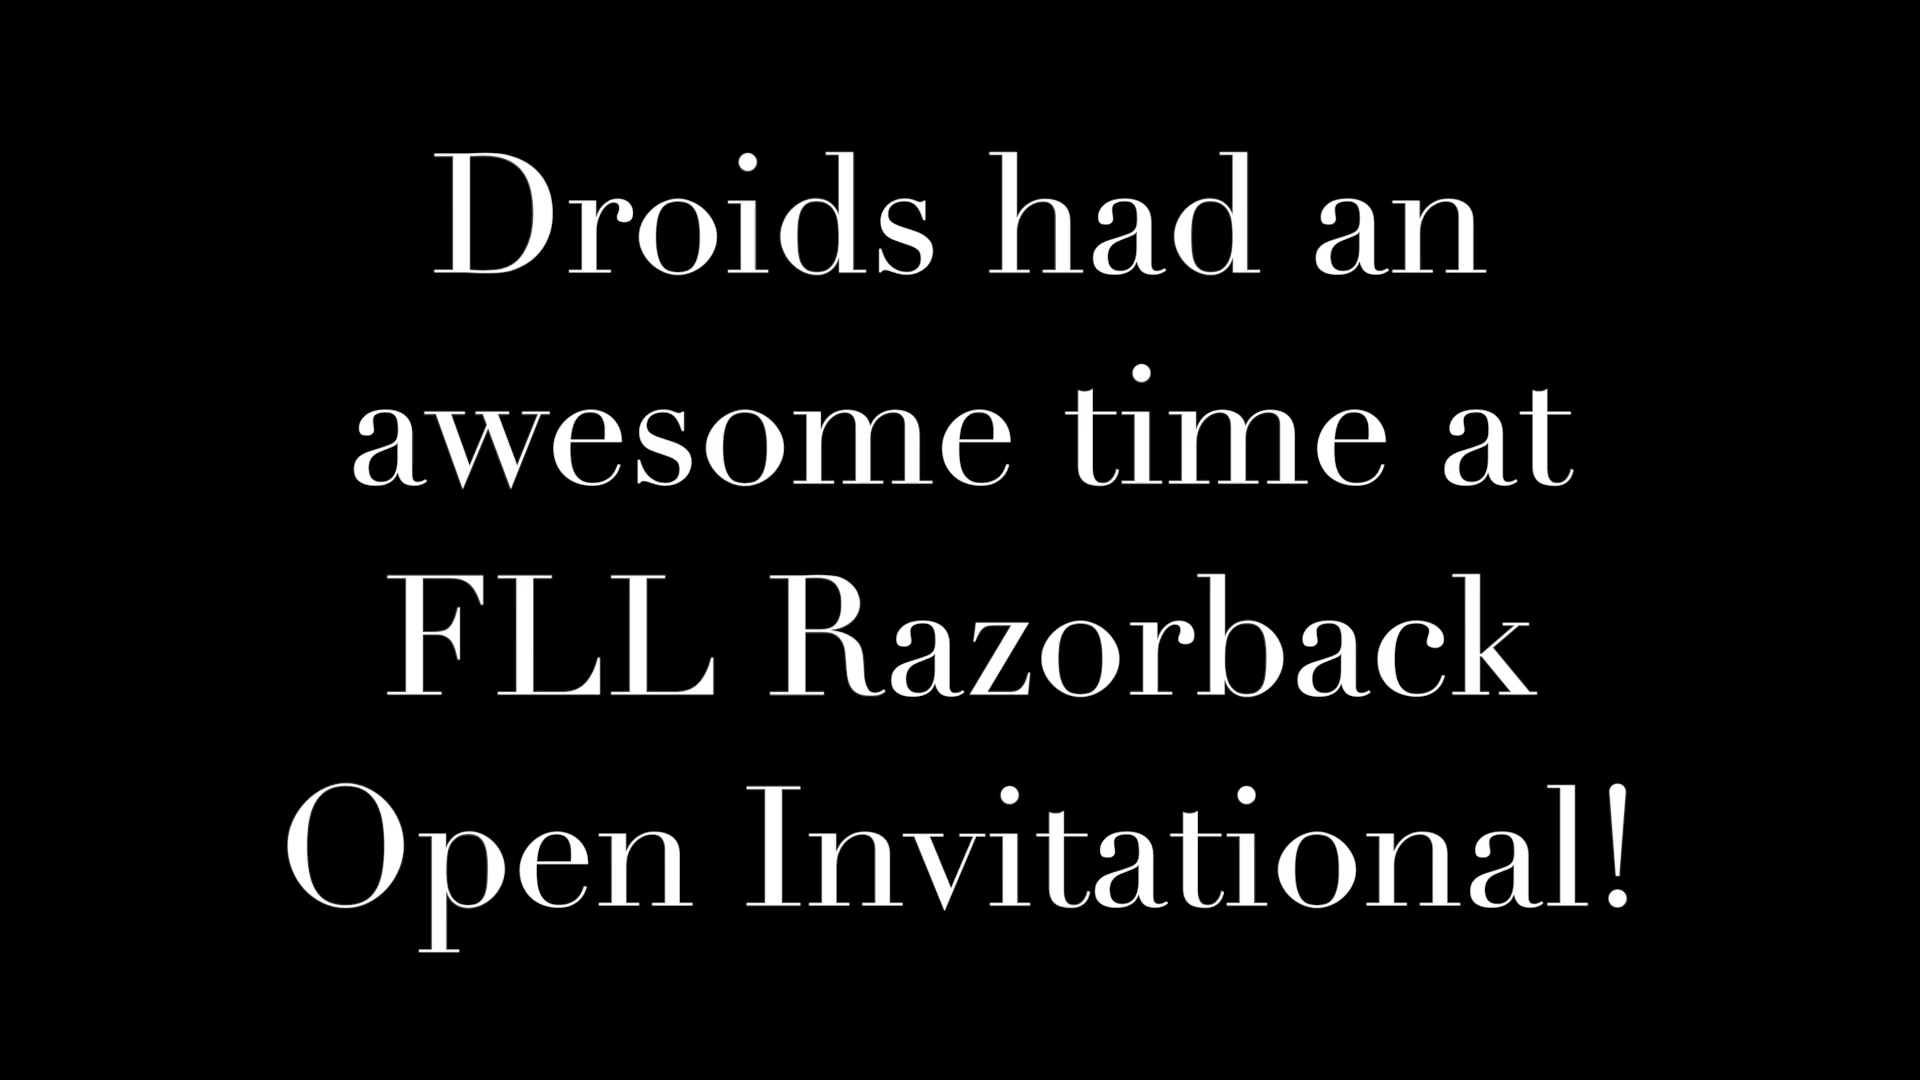 Droids had an
awesome time at
FLL Razorback
Open Invitational!